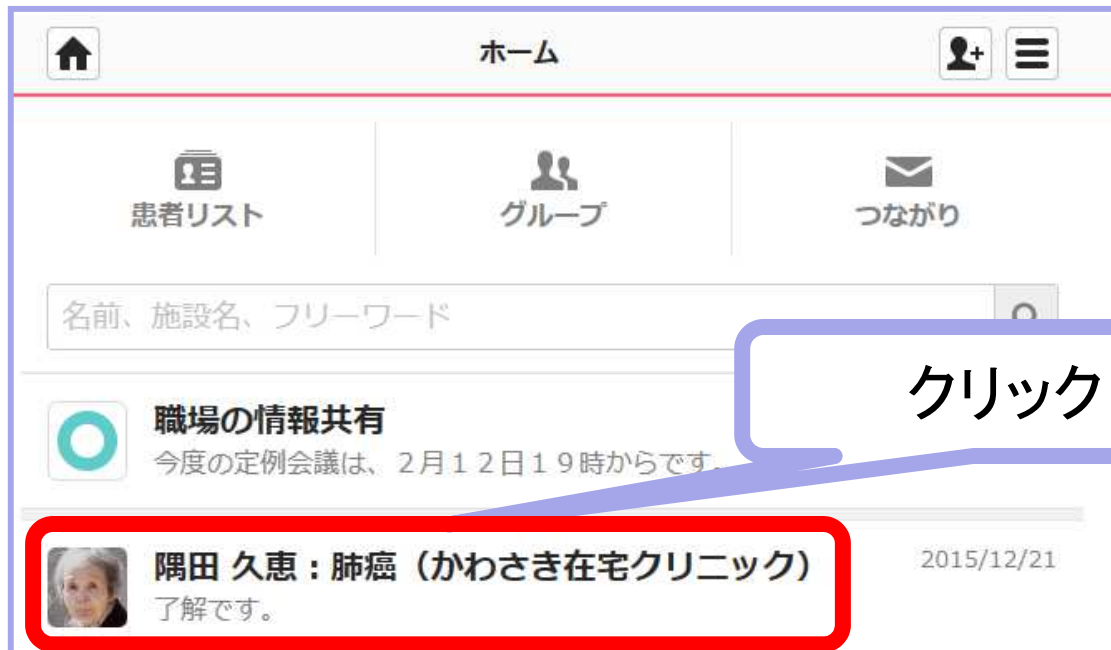 ホーム
患者リスト
グループ
つながり
名前、施設名、フリーワード
クリック
職場の情報共有
今度の定例会議は、２月１２日１９時からです。
隅田 久恵：肺癌（かわさき在宅クリニック）
2015/12/21
了解です。